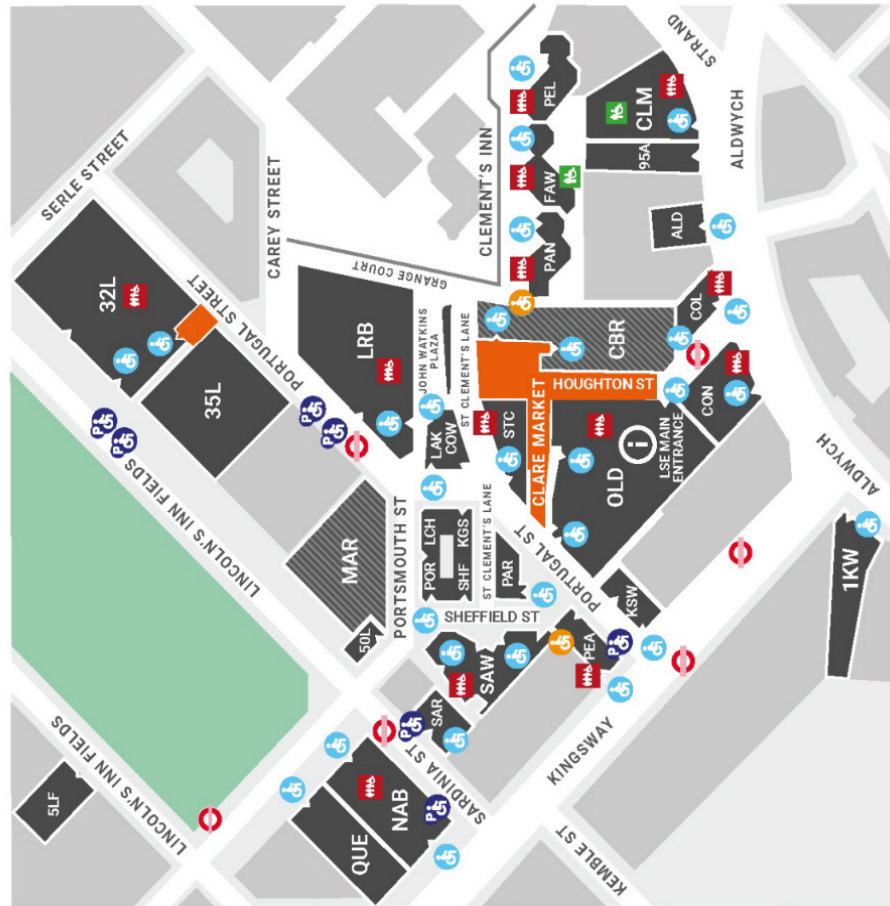 STRAND
ALDWYCH
CLEMENT'S INN
PEL
CLM
95A
FAW
ALD
PAN
SERLE STREET
CAREY STREET
GRANGE COURT
32L
PORTUGAL STREET
35L
LRB
JOHN WATKINS
PLAZA
ST CLEMENT'S LANE
CBR
COL
HOUGHTON ST
CON
LAK
COW
STC
CLARE MARKET
OLD
i
LSE MAIN
ENTRANCE
ALDWYCH
P
P
P
P
LINCOLN'S INN FIELDS
MAR
PORTSMOUTH ST
POR
LCH
SHF
KGS
ST CLEMENT'S LANE
PAR
PORTUGAL ST
KSW
1KW
50L
SHEFFIELD ST
SAW
PEA
P
SAR
P
SARDINIA ST
KINGSWAY
LINCOLN'S INN FIELDS
5LF
QUE
NAB
P
KEMBLE ST